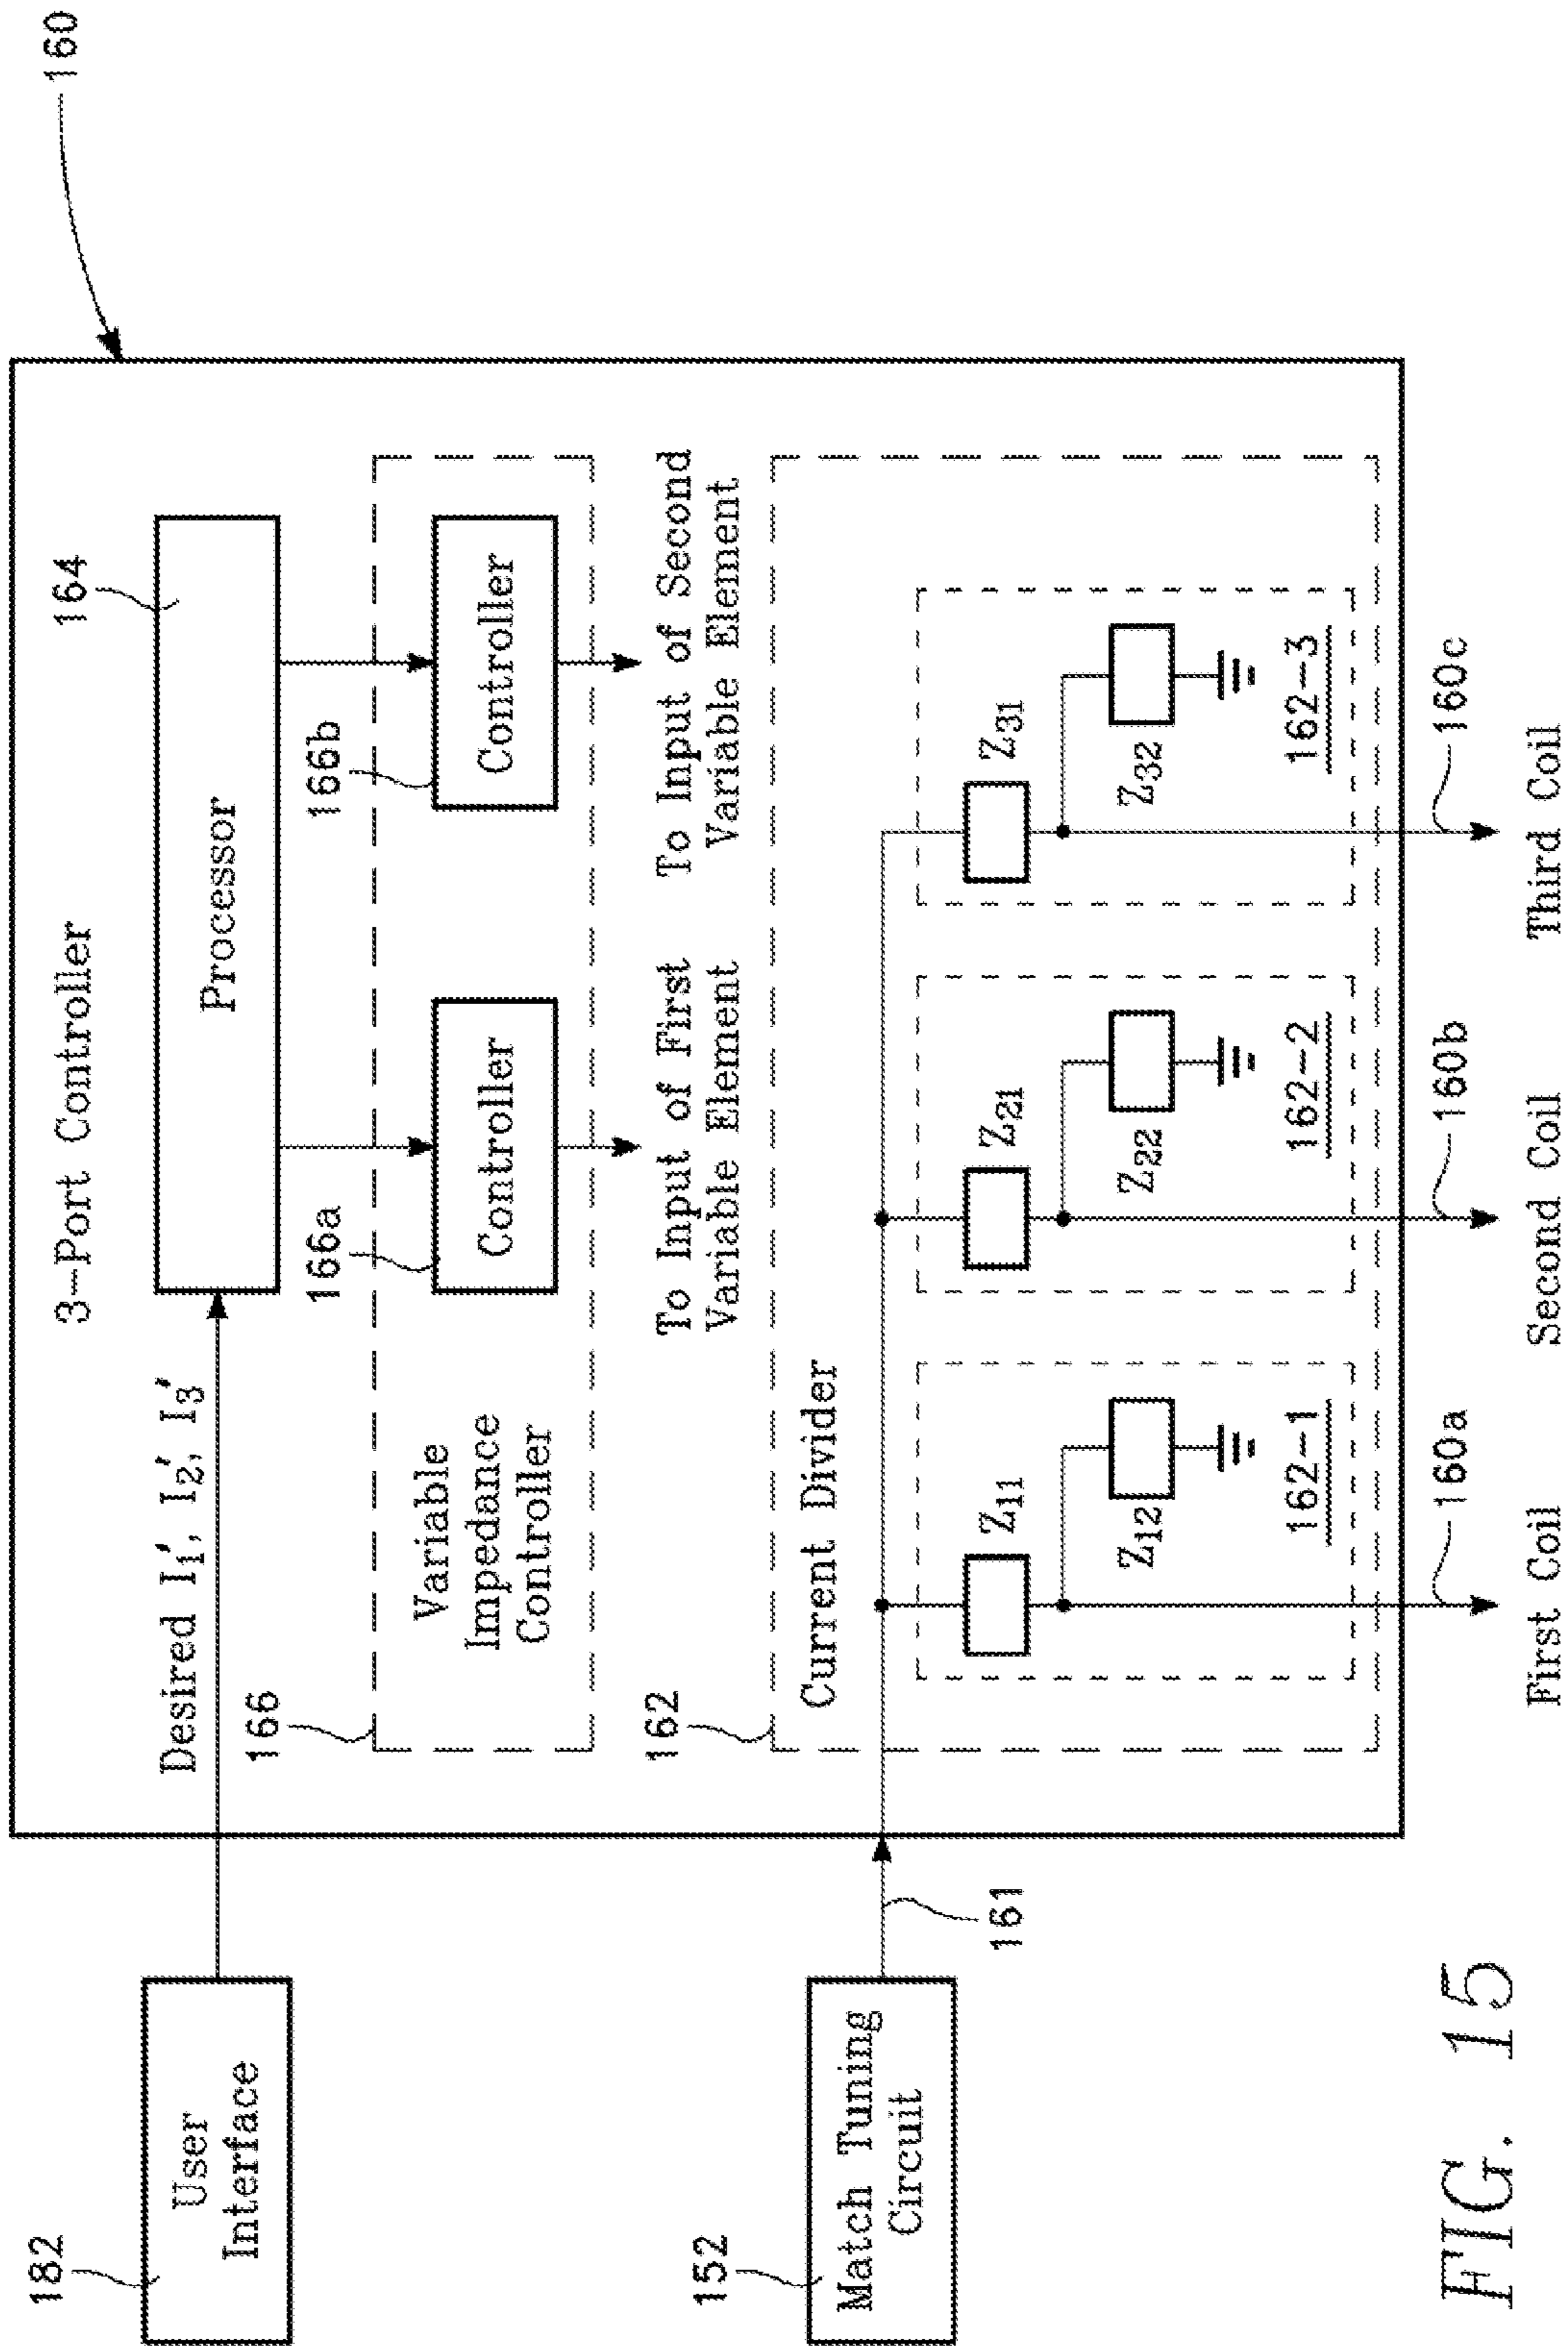 160
3-Port Controller
182
User
Interface
Desired I₁′, I₂′, I₃′
164
Processor
166
Variable
Impedance
Controller
166a
Controller
166b
Controller
To Input of First
Variable Element
To Input of Second
Variable Element
152
Match Tuning
Circuit
161
162
Current Divider
Z₁₁
Z₁₂
162-1
Z₂₁
Z₂₂
162-2
Z₃₁
Z₃₂
162-3
160a
160b
160c
First Coil
Second Coil
Third Coil
FIG. 15